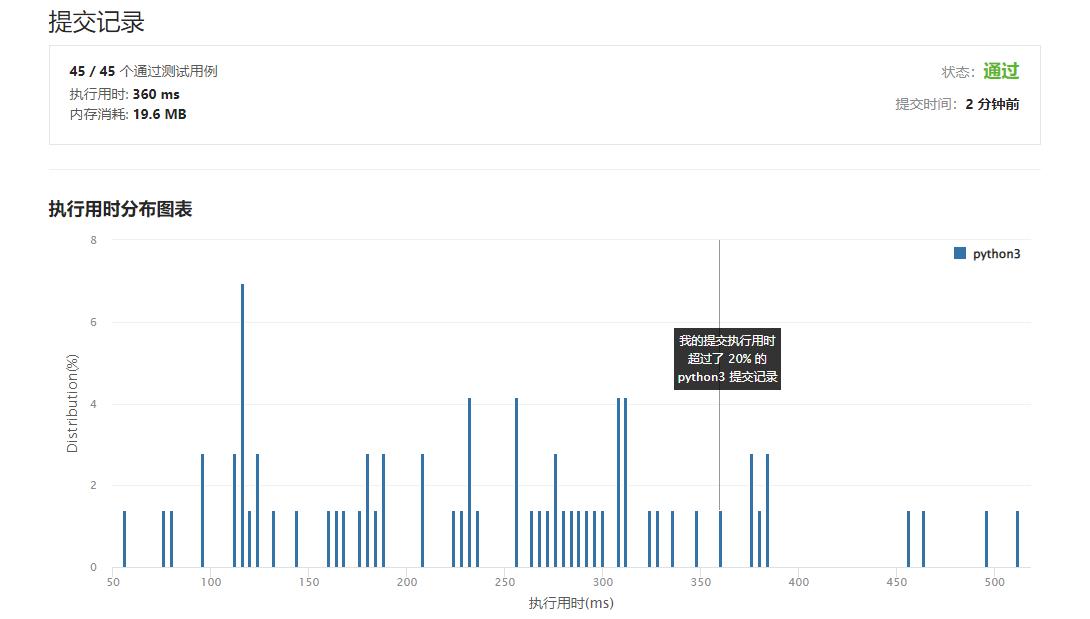 提交记录
45 / 45 个通过测试用例
状态：通过
执行用时: 360 ms
提交时间：2 分钟前
内存消耗: 19.6 MB
执行用时分布图表
8
6
4
2
0
Distribution(%)
python3
我的提交执行用时
超过了 20% 的
python3 提交记录
50 100 150 200 250 300 350 400 450 500
执行用时(ms)